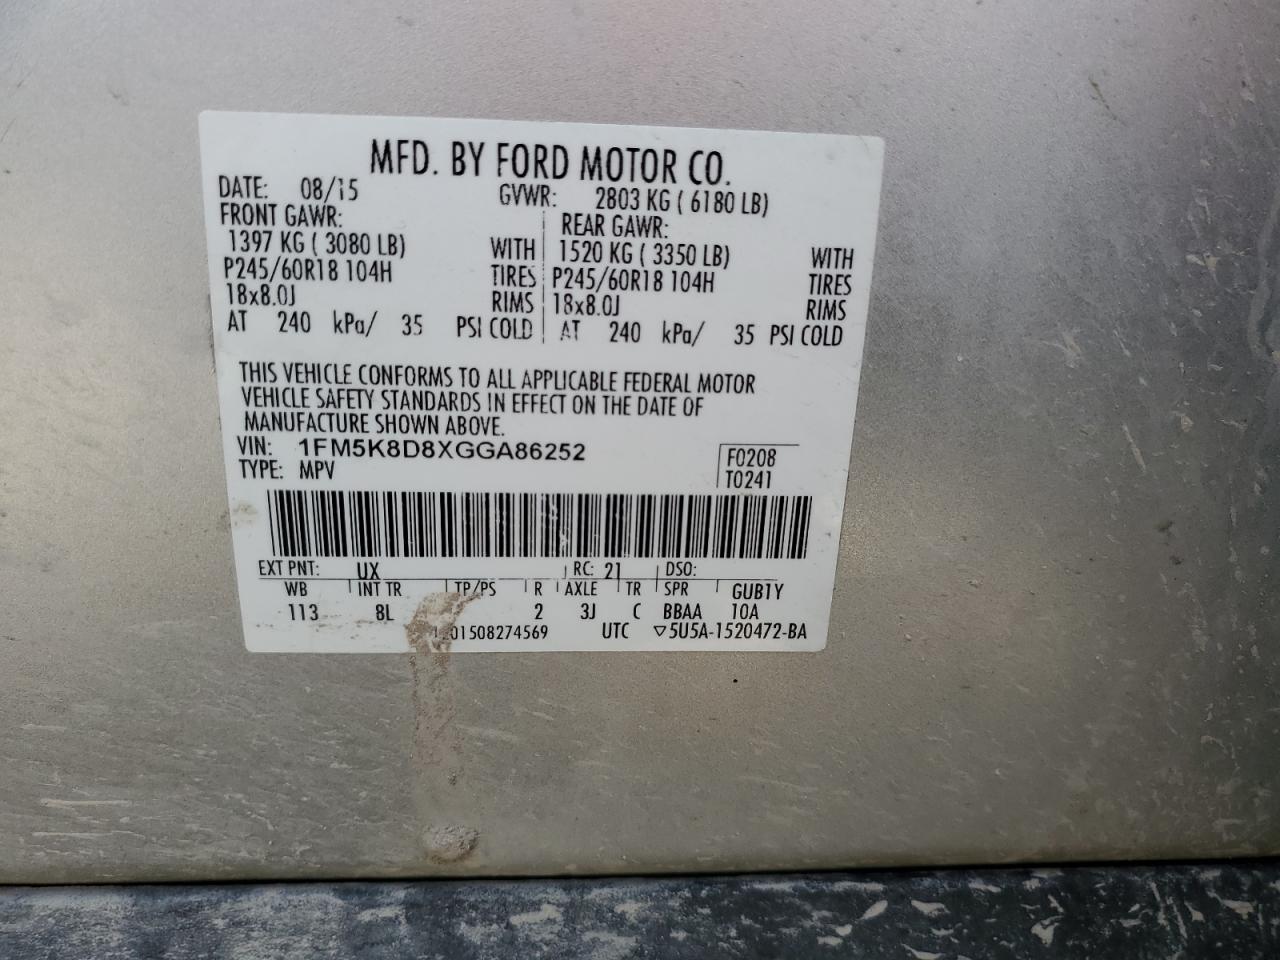 MFD. BY FORD MOTOR CO.
DATE: 08/15 GVWR: 2803 KG ( 6180 LB)
FRONT GAWR: REAR GAWR:
1397 KG ( 3080 LB) WITH 1520 KG ( 3350 LB) WITH
P245/60R18 104H TIRES P245/60R18 104H TIRES
18x8.0J RIMS 18x8.0J RIMS
AT 240 kPa/ 35 PSI COLD AT 240 kPa/ 35 PSI COLD
THIS VEHICLE CONFORMS TO ALL APPLICABLE FEDERAL MOTOR
VEHICLE SAFETY STANDARDS IN EFFECT ON THE DATE OF
MANUFACTURE SHOWN ABOVE.
VIN: 1FM5K8D8XGGA86252 F0208
TYPE: MPV T0241
EXT PNT: UX RC: 21 DSO:
WB INT TR TP/PS R AXLE TR SPR GUB1Y
113 8L 2 3J C BBAA 10A
UTC ▽5U5A-1520472-BA